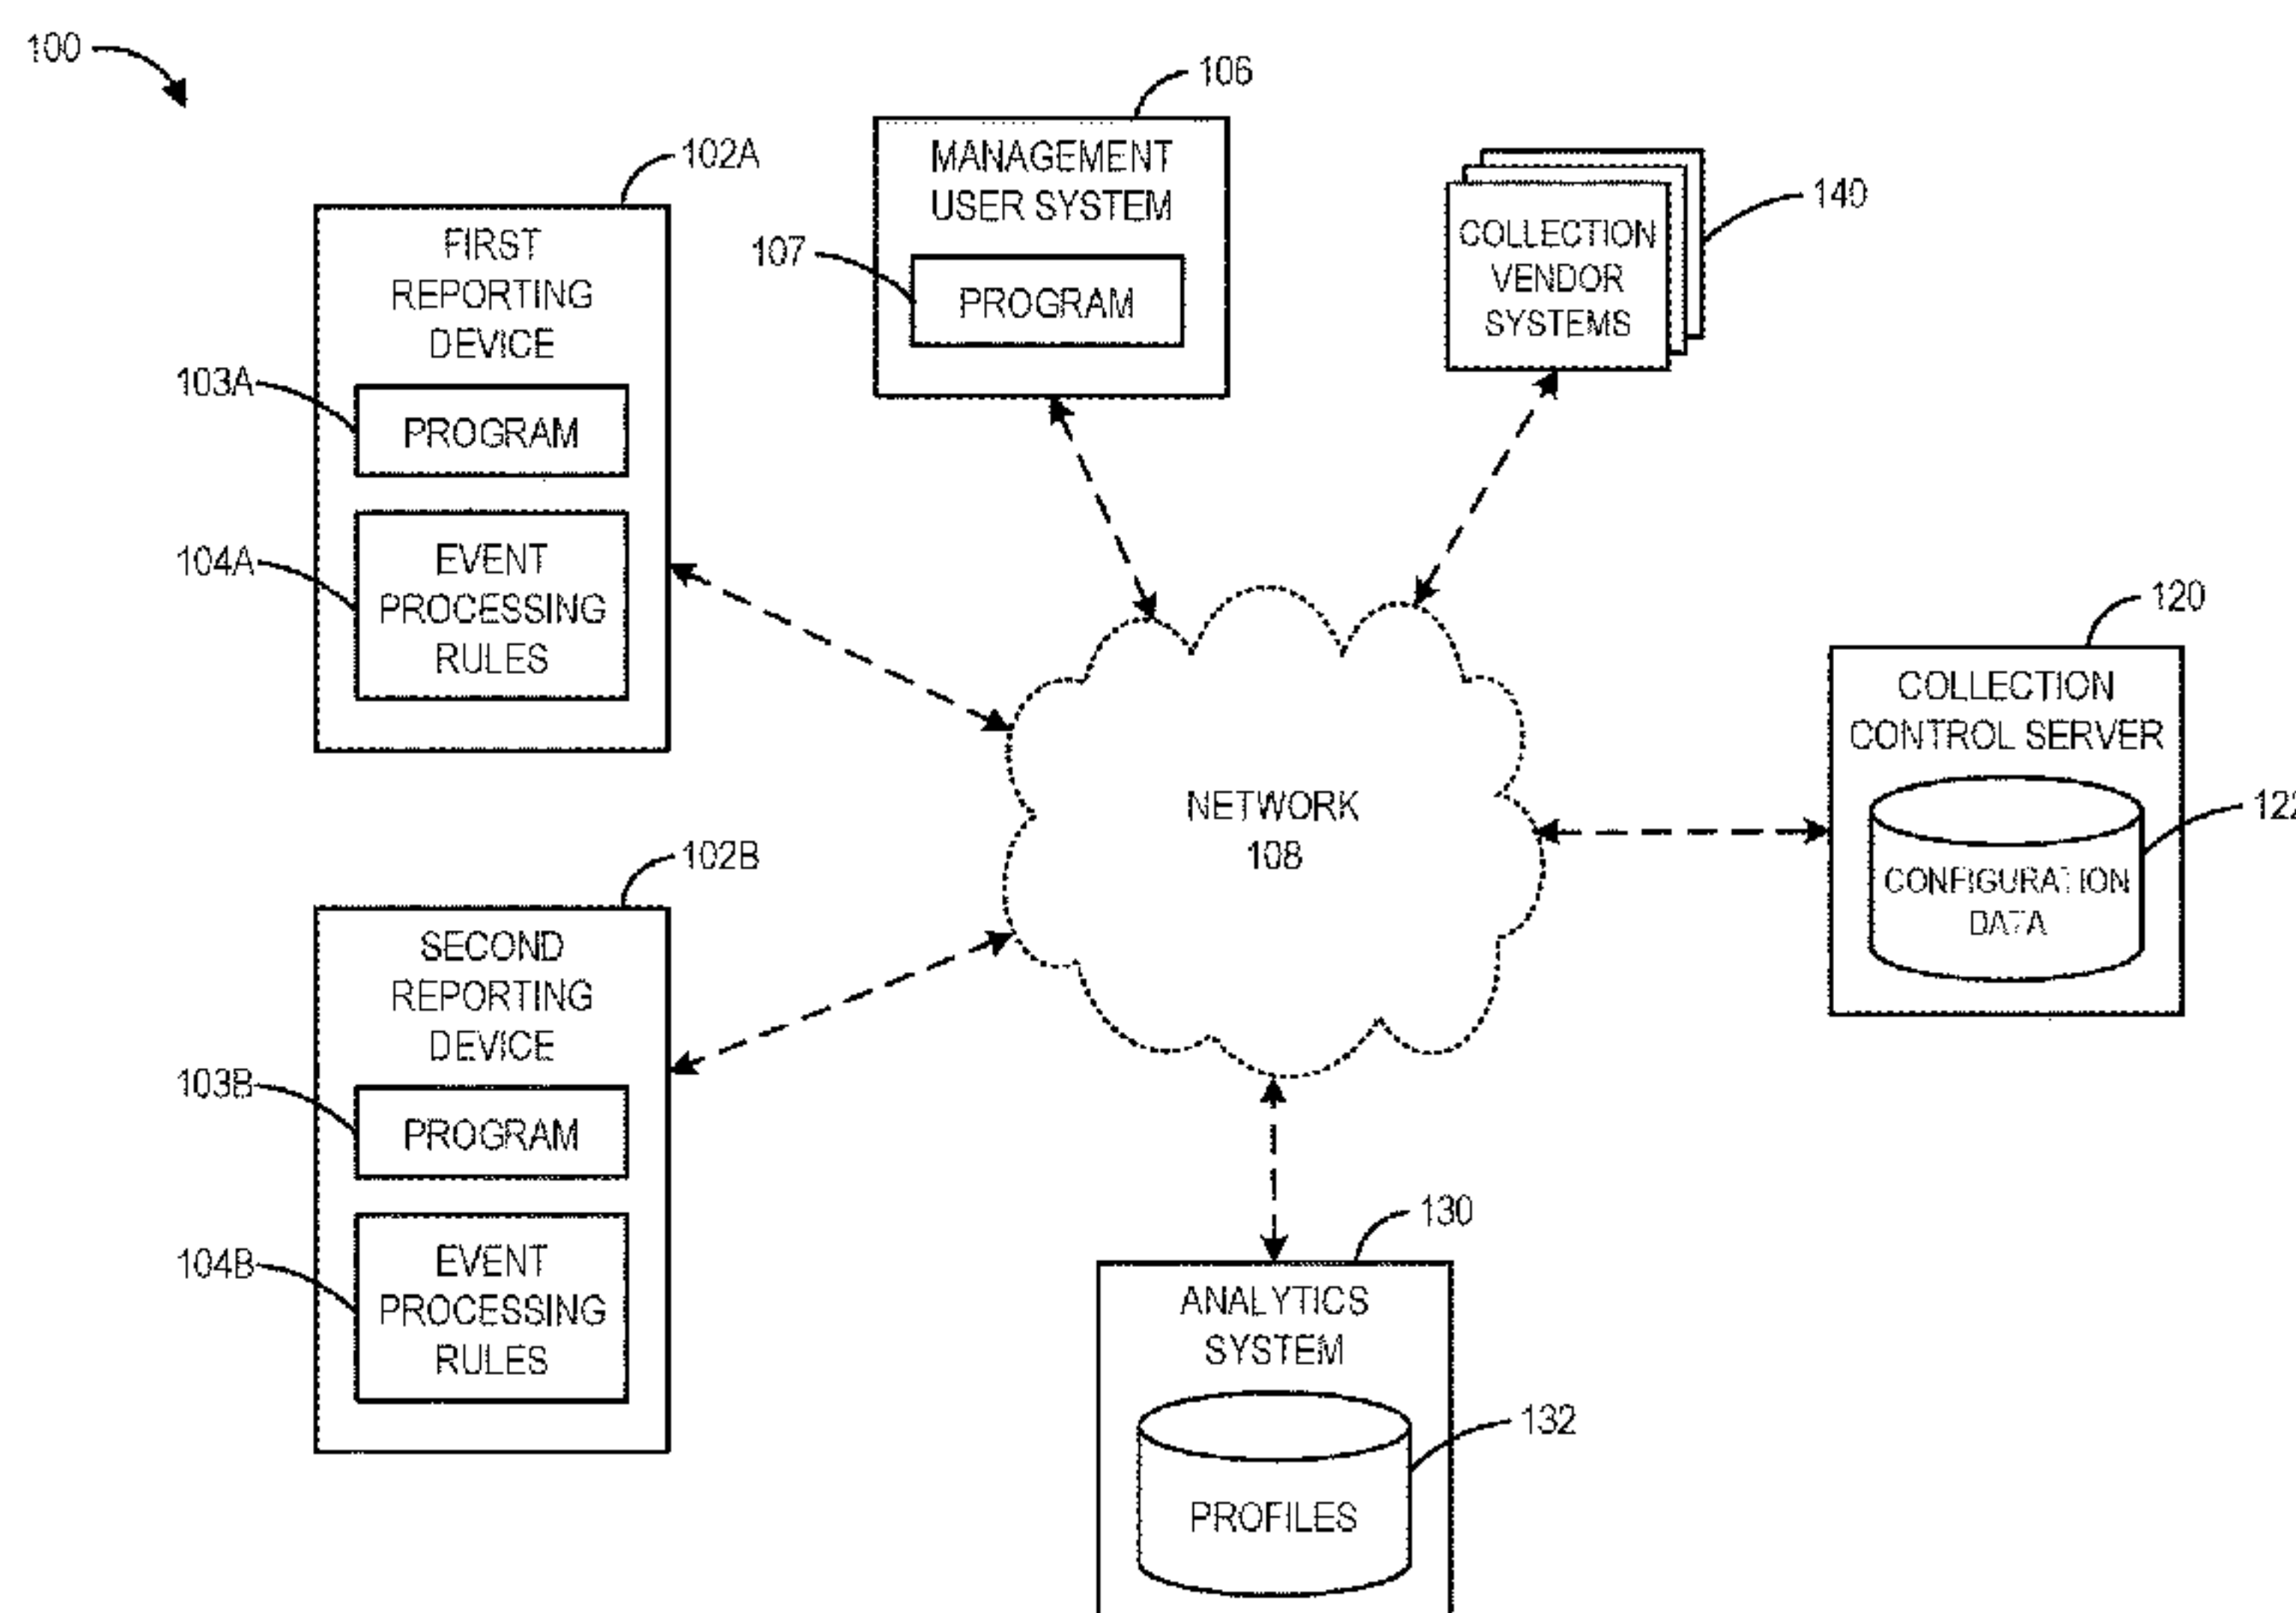 100
106
MANAGEMENT
USER SYSTEM
107
PROGRAM
102A
FIRST
REPORTING
DEVICE
103A
PROGRAM
104A
EVENT
PROCESSING
RULES
140
COLLECTION
VENDOR
SYSTEMS
120
COLLECTION
CONTROL SERVER
122
CONFIGURATION
DATA
NETWORK
108
102B
SECOND
REPORTING
DEVICE
103B
PROGRAM
104B
EVENT
PROCESSING
RULES
130
ANALYTICS
SYSTEM
132
PROFILES